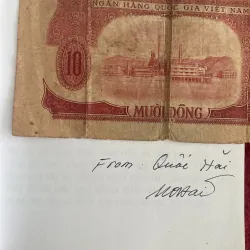 NGÂN HÀNG QUỐC GIA VIỆT NAM
10
MƯỜI ĐỒNG
From: Quốc Hải